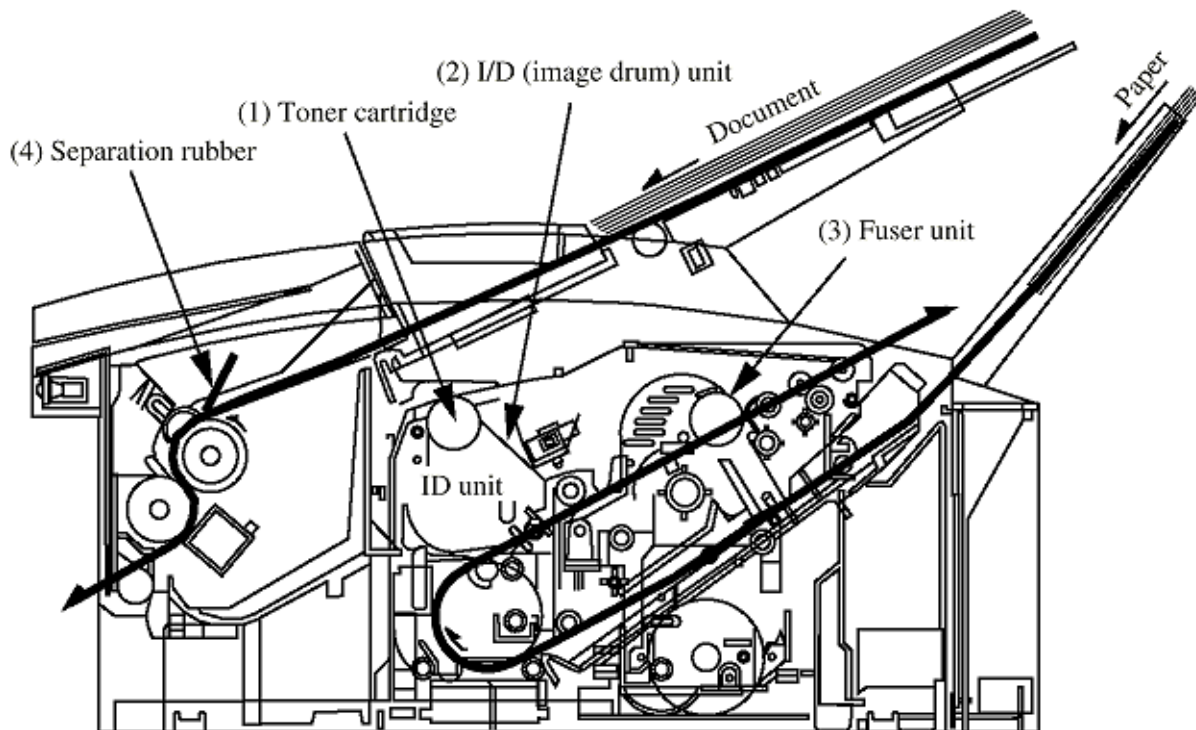 (2) I/D (image drum) unit
(1) Toner cartridge
(4) Separation rubber
Document
Paper
(3) Fuser unit
ID unit